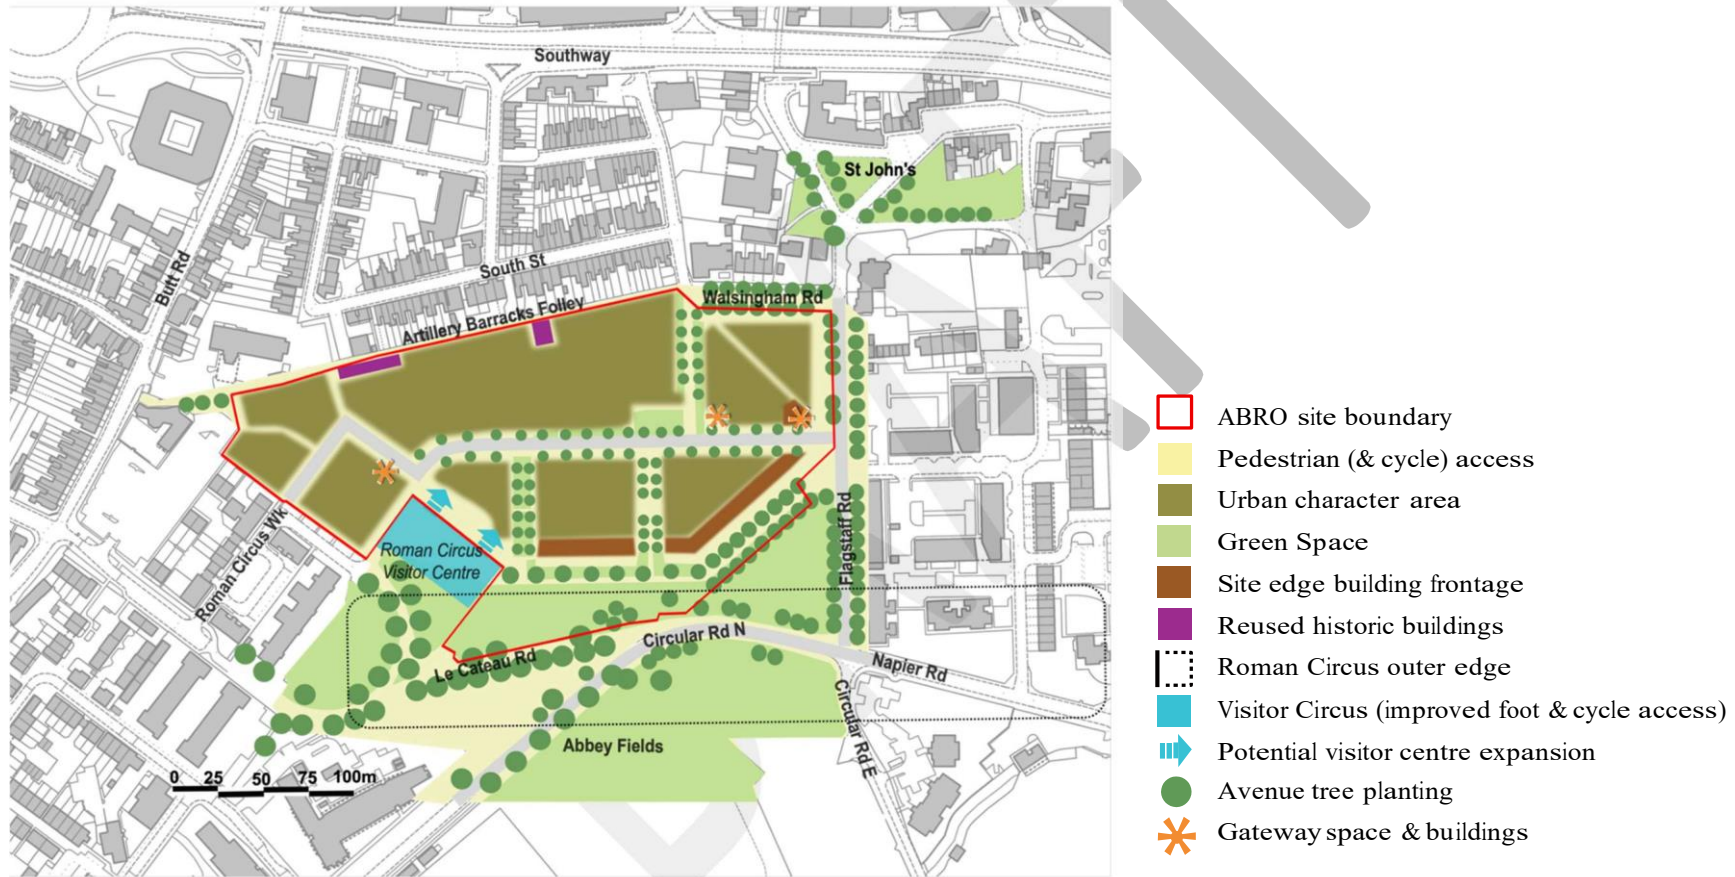 Southway
St John's
Butt Rd
South St
Walsingham Rd
Artillery Barracks Folley
Roman Circus Wk
Roman Circus
Visitor Centre
Flagstaff Rd
Circular Rd N
Le Cateau Rd
Napier Rd
Circular Rd E
Abbey Fields
0 25 50 75 100m
ABRO site boundary
Pedestrian (& cycle) access
Urban character area
Green Space
Site edge building frontage
Reused historic buildings
Roman Circus outer edge
Visitor Circus (improved foot & cycle access)
Potential visitor centre expansion
Avenue tree planting
Gateway space & buildings